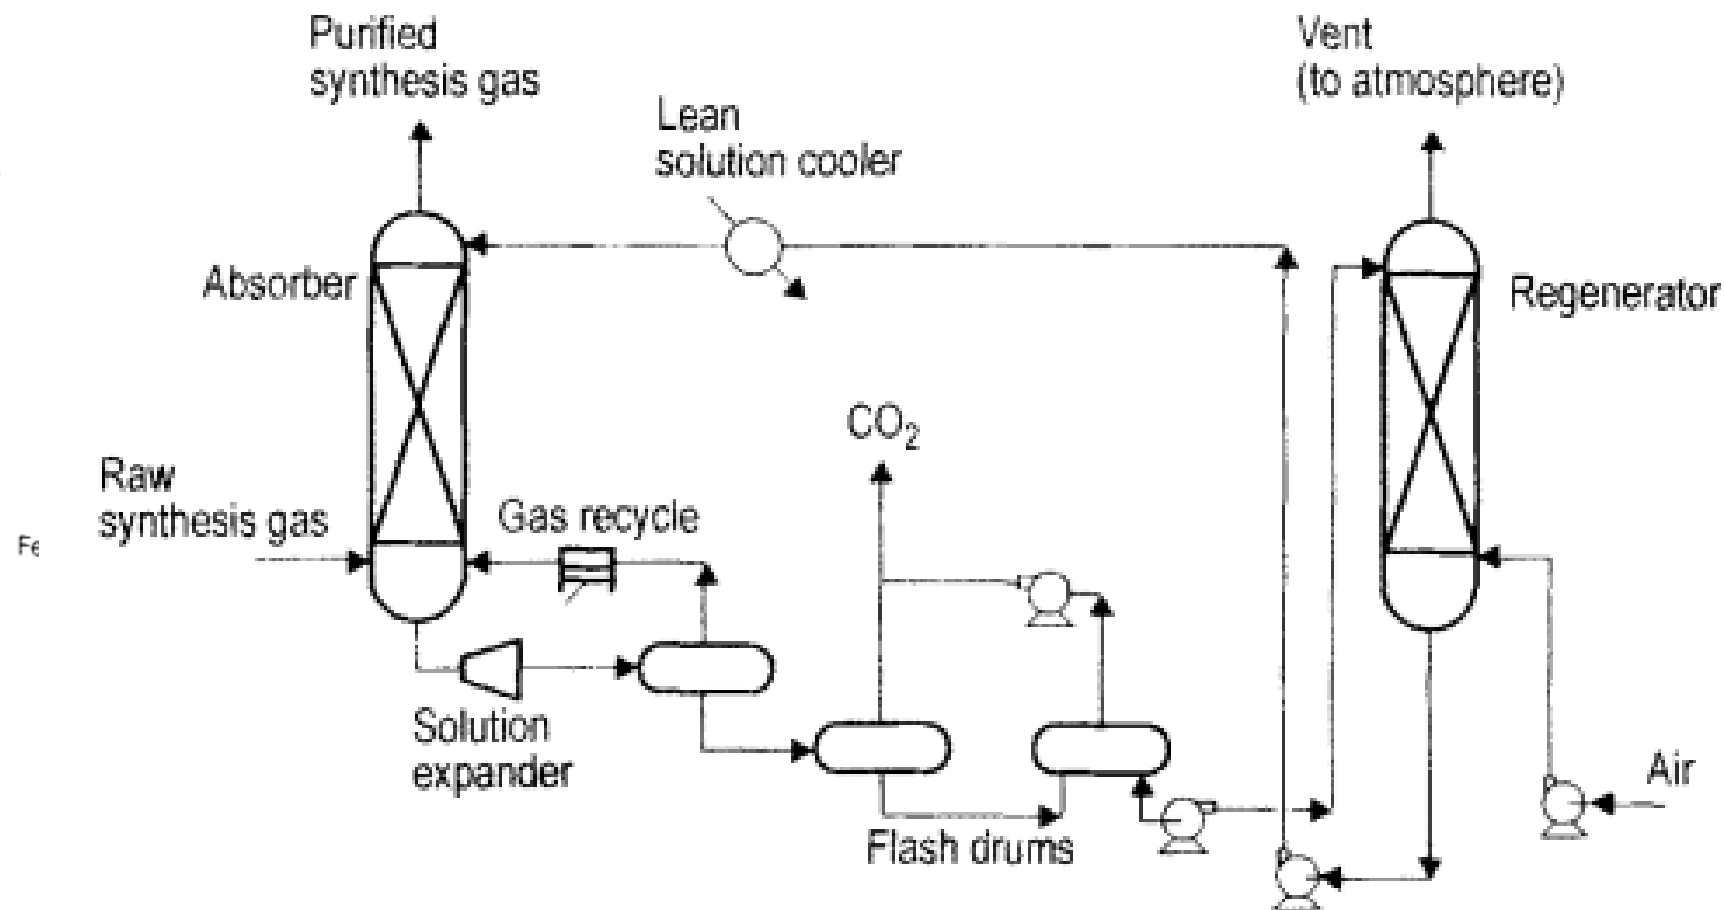 Purified
synthesis gas
Vent
(to atmosphere)
Lean
solution cooler
Absorber
Regenerator
CO₂
Raw
synthesis gas
Gas recycle
Fe
Solution
expander
Air
Flash drums